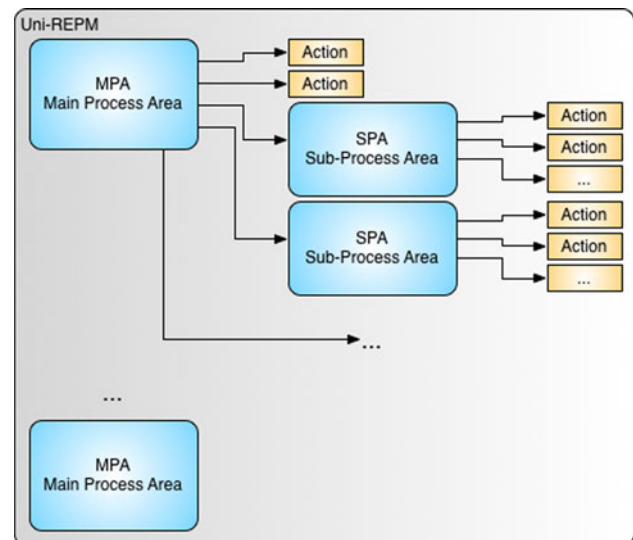 Uni-REPM
MPA
Main Process Area
Action
Action
SPA
Sub-Process Area
Action
Action
...
SPA
Sub-Process Area
Action
Action
...
...
...
MPA
Main Process Area